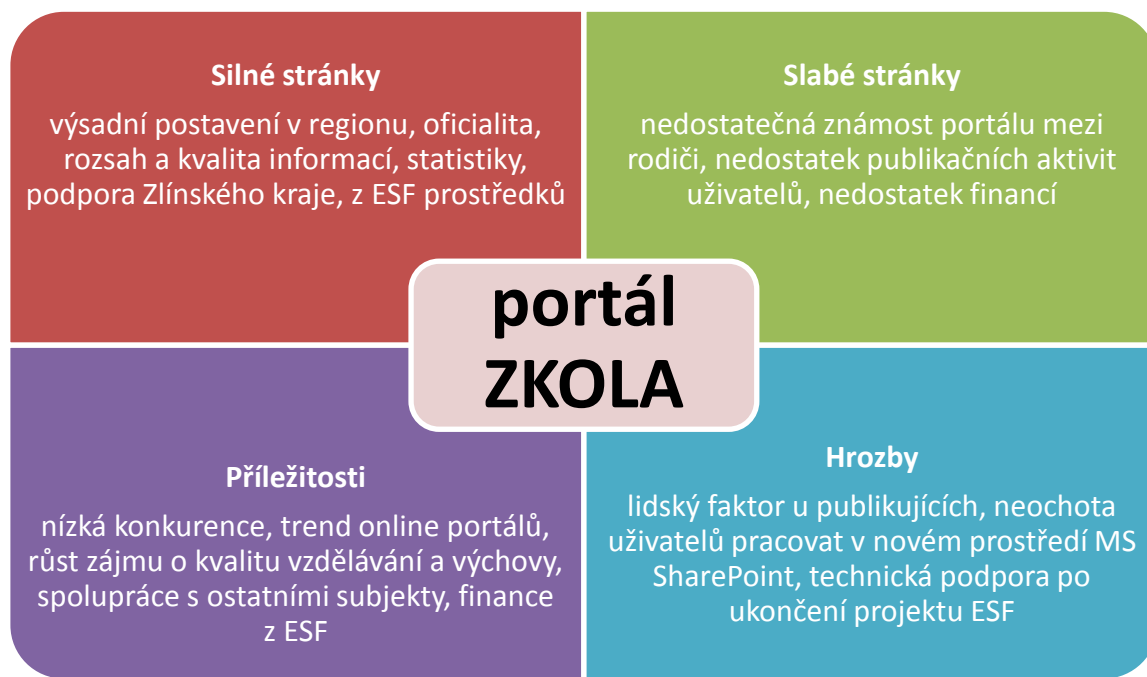 Silné stránky
výsadní postavení v regionu, oficialita,
rozsah a kvalita informací, statistiky,
podpora Zlínského kraje, z ESF prostředků
Slabé stránky
nedostatečná známost portálu mezi
rodiči, nedostatek publikačních aktivit
uživatelů, nedostatek financí
portál
ZKOLA
Příležitosti
nízká konkurence, trend online portálů,
růst zájmu o kvalitu vzdělávání a výchovy,
spolupráce s ostatními subjekty, finance
z ESF
Hrozby
lidský faktor u publikujících, neochota
uživatelů pracovat v novém prostředí MS
SharePoint, technická podpora po
ukončení projektu ESF